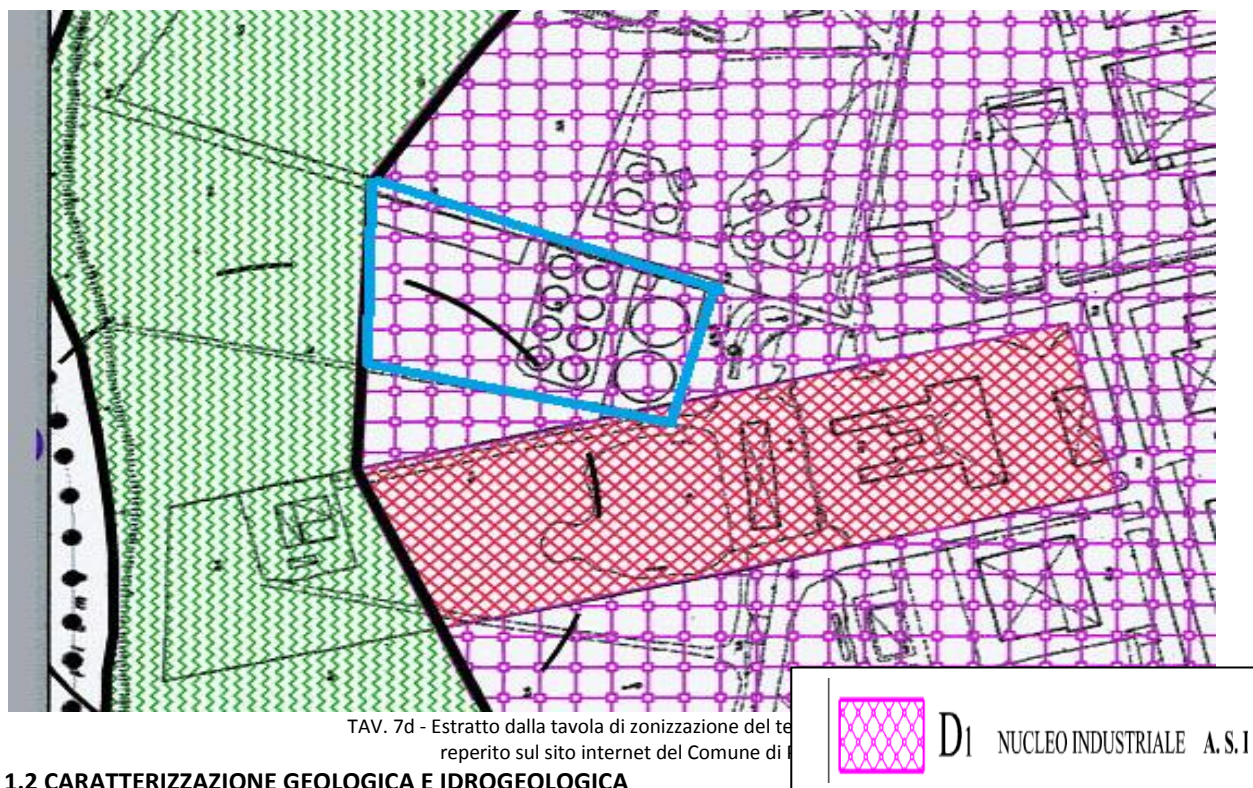 TAV. 7d - Estratto dalla tavola di zonizzazione del te
reperito sul sito internet del Comune di
D1 NUCLEO INDUSTRIALE A. S. I
1.2 CARATTERIZZAZIONE GEOLOGICA E IDROGEOLOGICA